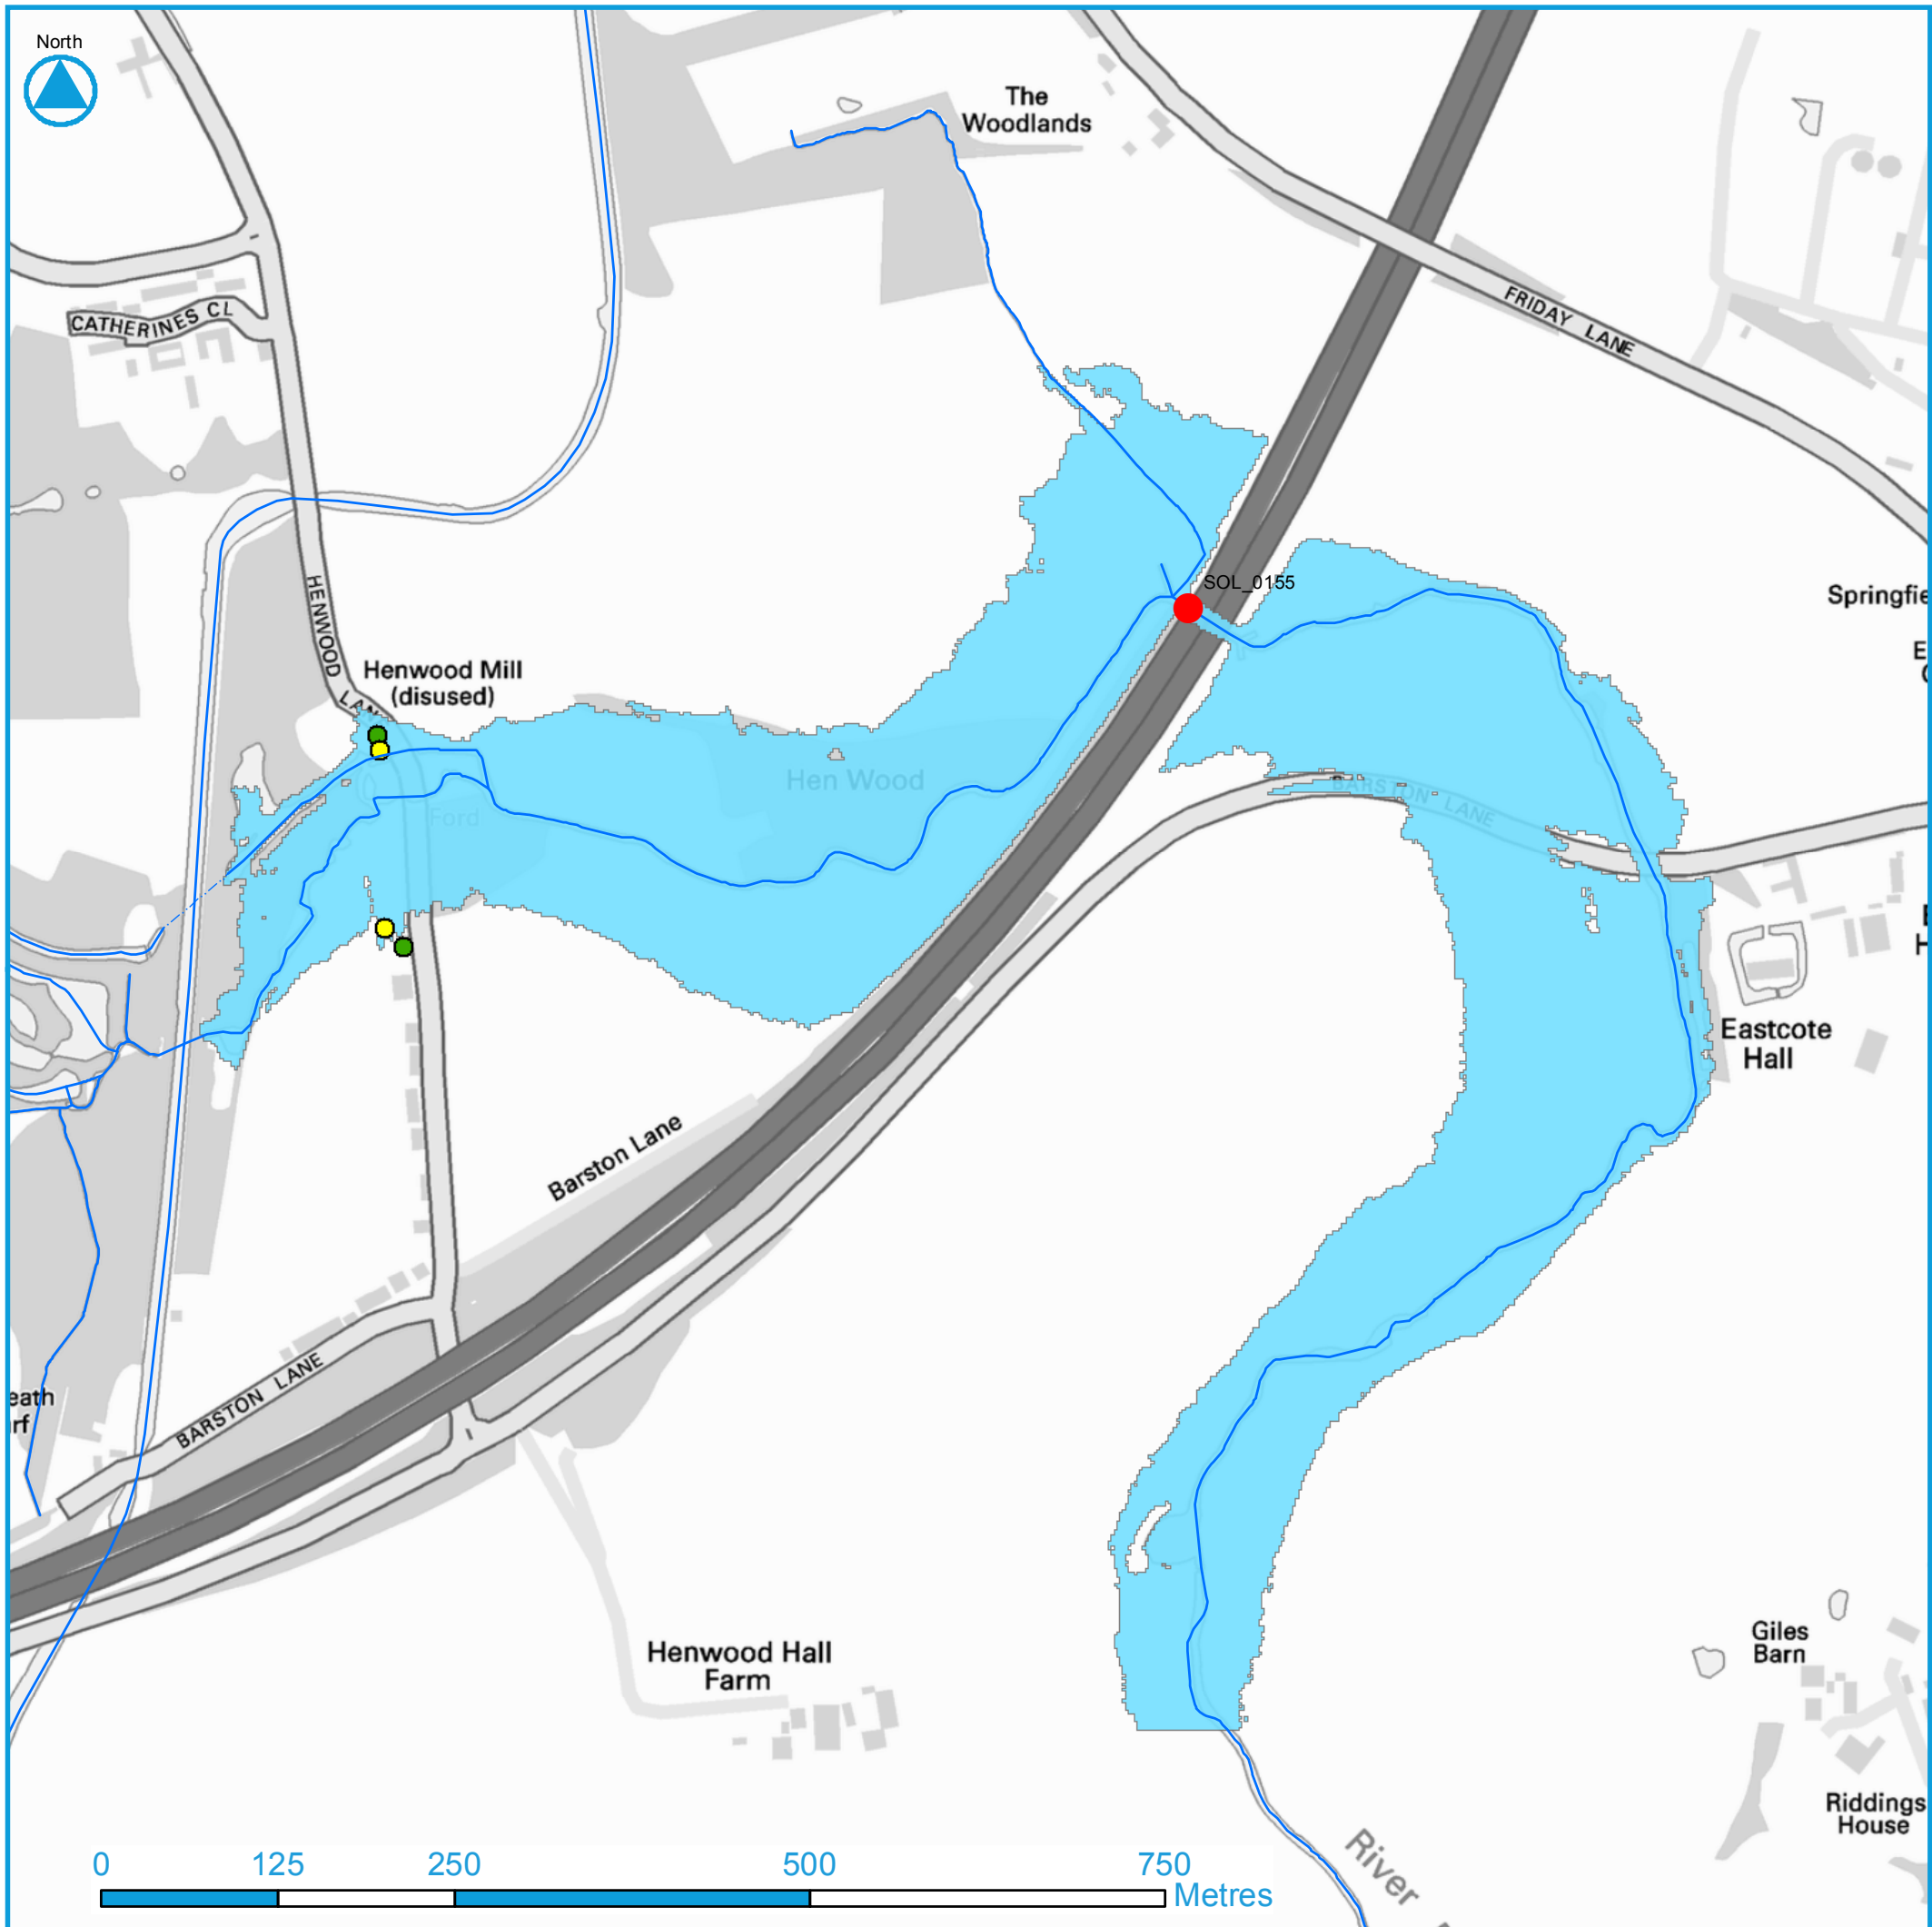 North
The
Woodlands
CATHERINES CL
FRIDAY LANE
SOL_0155
Springfie
HENWOOD
LANE
Henwood Mill
(disused)
Hen Wood
BARSTON LANE
Ford
Eastcote
Hall
Barston Lane
BARSTON LANE
eath
rf
Henwood Hall
Farm
Giles
Barn
Riddings
House
River
0 125 250 500 750
Metres